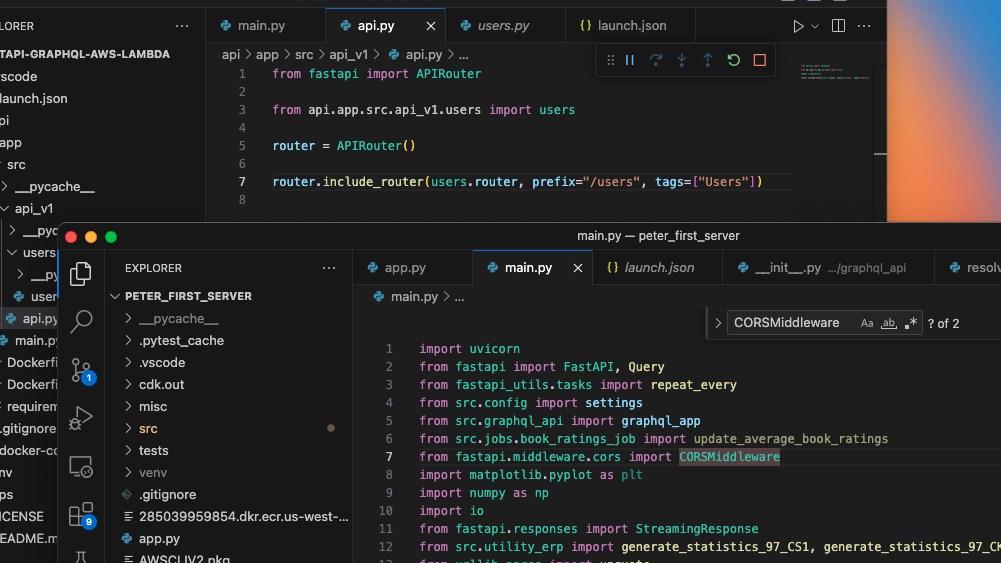 LORER ...
main.py api.py users.py {} launch.json
TAPI-GRAPHQL-AWS-LAMBDA
api > app > src > api_v1 > api.py > ...
scode
launch.json
pi
app
src
__pycache__
api_v1
__pyc
users
__py
user
api.py
main.py
Dockerfi
Dockerfi
requirem
.gitignore
docker-co
nv
ps
ICENSE
EADME.m
1 from fastapi import APIRouter
2
3 from api.app.src.api_v1.users import users
4
5 router = APIRouter()
6
7 router.include_router(users.router, prefix="/users", tags=["Users"])
8
main.py — peter_first_server
EXPLORER ...
app.py main.py {} launch.json __init__.py .../graphql_api resolv
PETER_FIRST_SERVER
main.py > ...
CORSMiddleware Aa ab .* ? of 2
__pycache__
.pytest_cache
.vscode
cdk.out
misc
src
tests
venv
.gitignore
285039959854.dkr.ecr.us-west-...
app.py
AWSCLIV2.pkg
1
9
1 import uvicorn
2 from fastapi import FastAPI, Query
3 from fastapi_utils.tasks import repeat_every
4 from src.config import settings
5 from src.graphql_api import graphql_app
6 from src.jobs.book_ratings_job import update_average_book_ratings
7 from fastapi.middleware.cors import CORSMiddleware
8 import matplotlib.pyplot as plt
9 import numpy as np
10 import io
11 from fastapi.responses import StreamingResponse
12 from src.utility_erp import generate_statistics_97_CS1, generate_statistics_97_CK